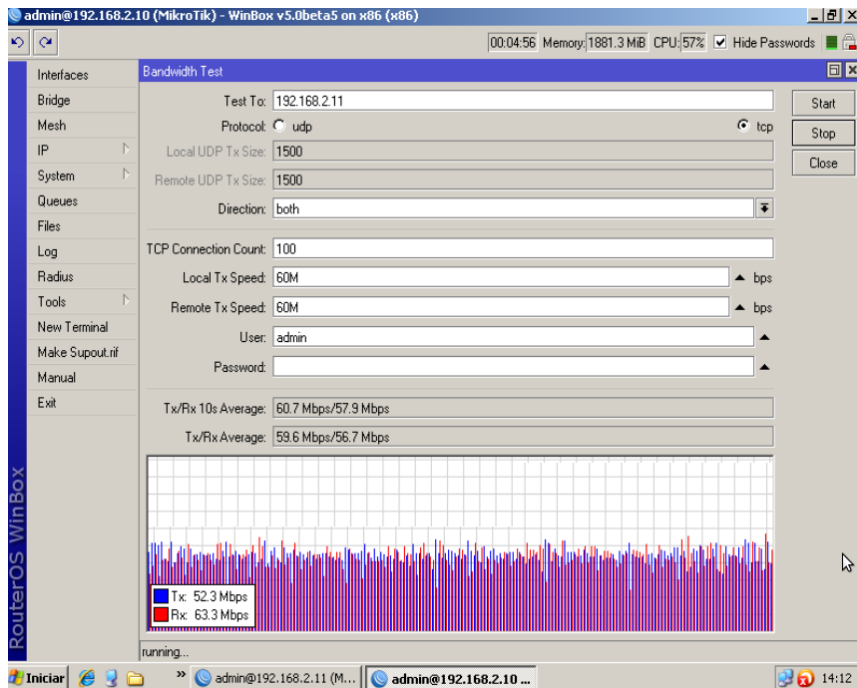 admin@192.168.2.10 (MikroTik) - WinBox v5.0beta5 on x86 (x86)
00:04:56 Memory: 1881.3 MiB CPU: 57% Hide Passwords
Interfaces
Bridge
Mesh
IP
System
Queues
Files
Log
Radius
Tools
New Terminal
Make Supout.rif
Manual
Exit
RouterOS WinBox
Bandwidth Test
Test To: 192.168.2.11
Protocol: udp tcp
Local UDP Tx Size: 1500
Remote UDP Tx Size: 1500
Direction: both
TCP Connection Count: 100
Local Tx Speed: 60M bps
Remote Tx Speed: 60M bps
User: admin
Password:
Tx/Rx 10s Average: 60.7 Mbps/57.9 Mbps
Tx/Rx Average: 59.6 Mbps/56.7 Mbps
Tx: 52.3 Mbps
Rx: 63.3 Mbps
running...
Start
Stop
Close
Iniciar » admin@192.168.2.11 (M... admin@192.168.2.10 ... 14:12